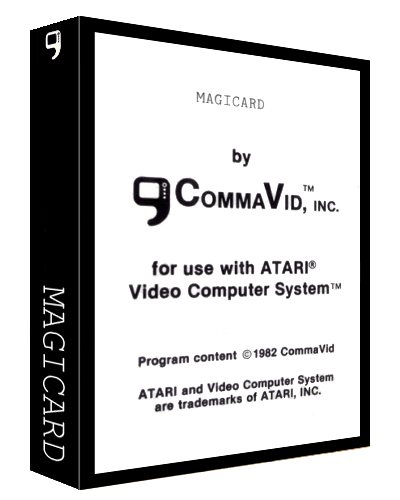 MAGICARD
by
COMMAVID,™ INC.
for use with ATARI®
Video Computer System™
Program content ©1982 CommaVid
ATARI and Video Computer System
are trademarks of ATARI, INC.
MAGICARD